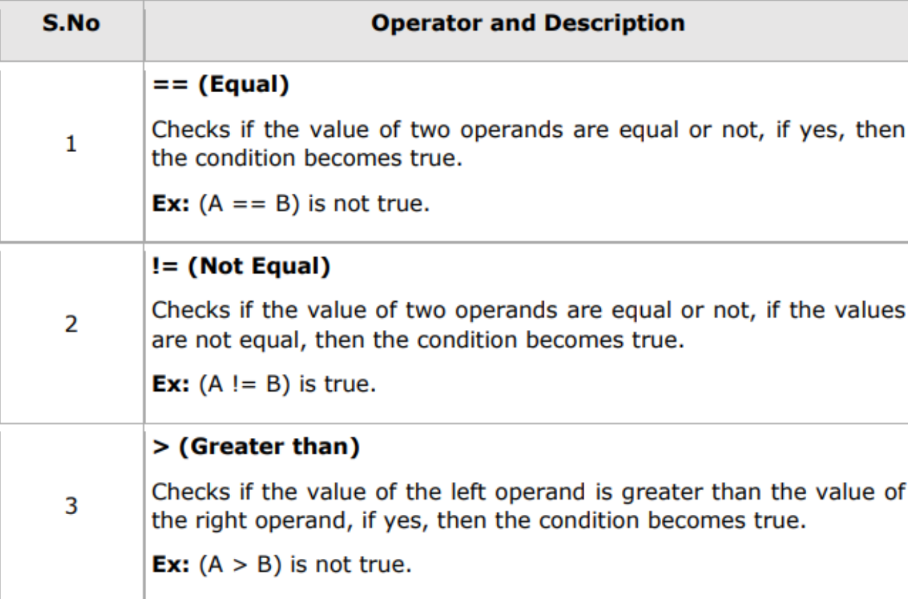 S.No
Operator and Description
1
== (Equal)
Checks if the value of two operands are equal or not, if yes, then
the condition becomes true.
Ex: (A == B) is not true.
2
!= (Not Equal)
Checks if the value of two operands are equal or not, if the values
are not equal, then the condition becomes true.
Ex: (A != B) is true.
3
> (Greater than)
Checks if the value of the left operand is greater than the value of
the right operand, if yes, then the condition becomes true.
Ex: (A > B) is not true.